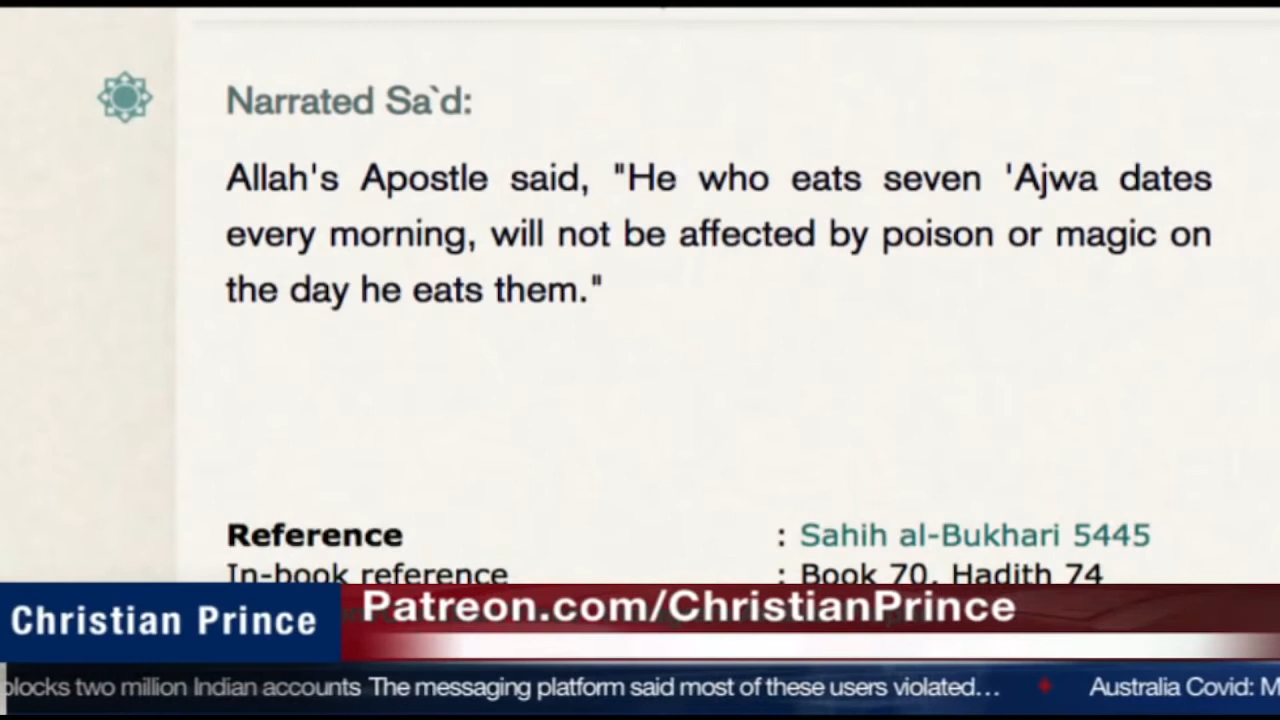 Narrated Sa`d:
Allah's Apostle said, "He who eats seven 'Ajwa dates
every morning, will not be affected by poison or magic on
the day he eats them."
Reference : Sahih al-Bukhari 5445
In-book reference : Book 70, Hadith 74
Christian Prince
Patreon.com/ChristianPrince
blocks two million Indian accounts The messaging platform said most of these users violated... Australia Covid: M